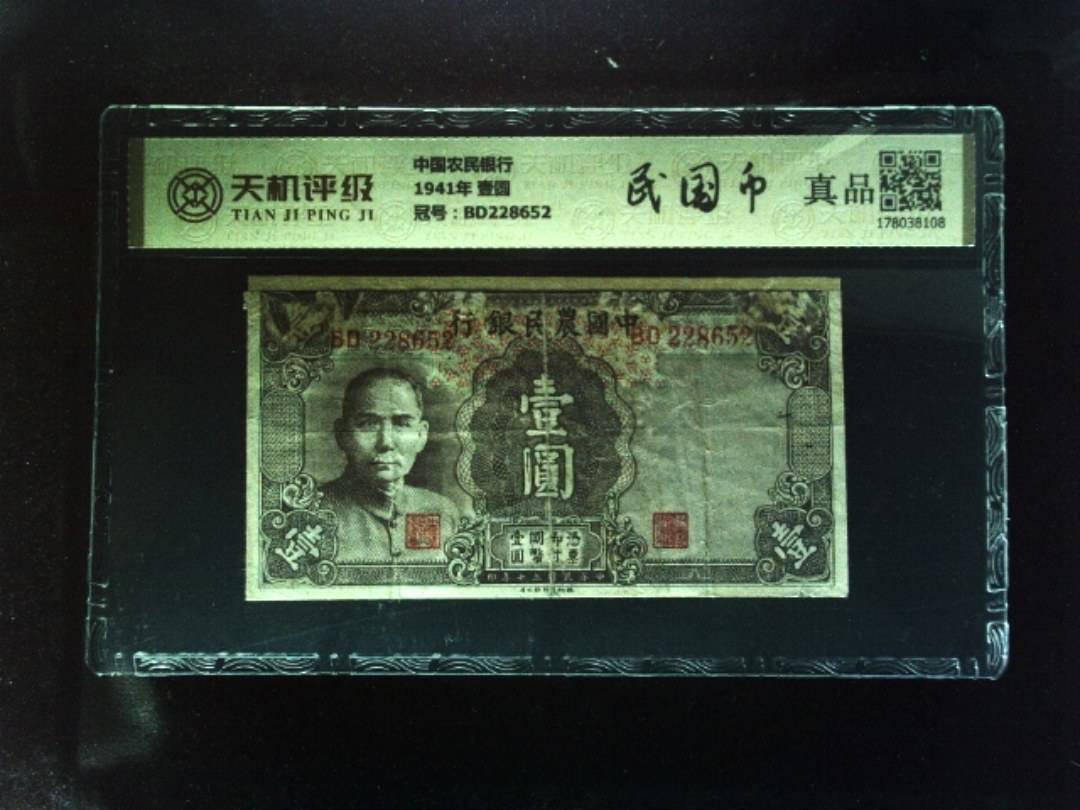 天机评级
TIAN JI PING JI
中国农民银行
1941年 壹圆
冠号：BD228652
民国币
真品
178038108
行銀民農國中
BD 228652
BD 228652
壹圓
壹
壹